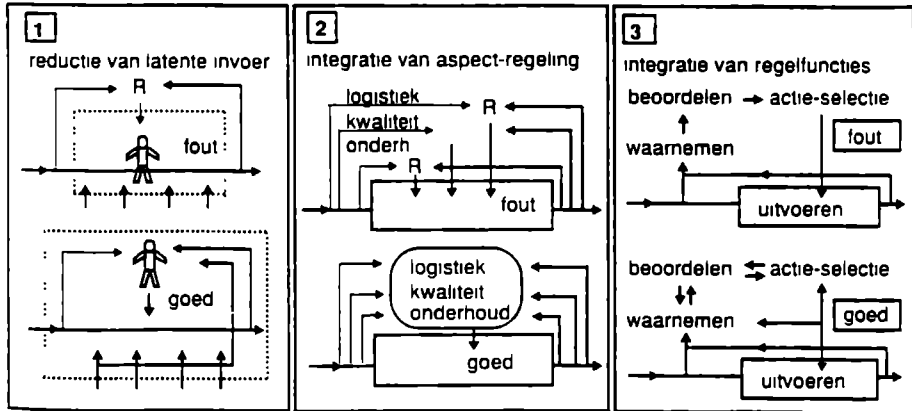 1
reductie van latente invoer
R
fout
goed
2
integratie van aspect-regeling
logistiek
R
kwaliteit
onderh
R
fout
logistiek
kwaliteit
onderhoud
goed
3
integratie van regelfuncties
beoordelen actie-selectie
fout
waarnemen
uitvoeren
beoordelen actie-selectie
goed
waarnemen
uitvoeren